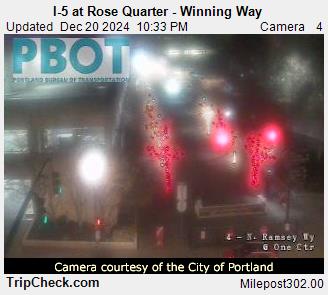 I-5 at Rose Quarter - Winning Way
Updated Dec 20 2024 10:33 PM Camera 4
PBOT
PORTLAND BUREAU OF TRANSPORTATION
4 - N. Ramsey Wy
@ One Ctr
Camera courtesy of the City of Portland
TripCheck.com Milepost302.00